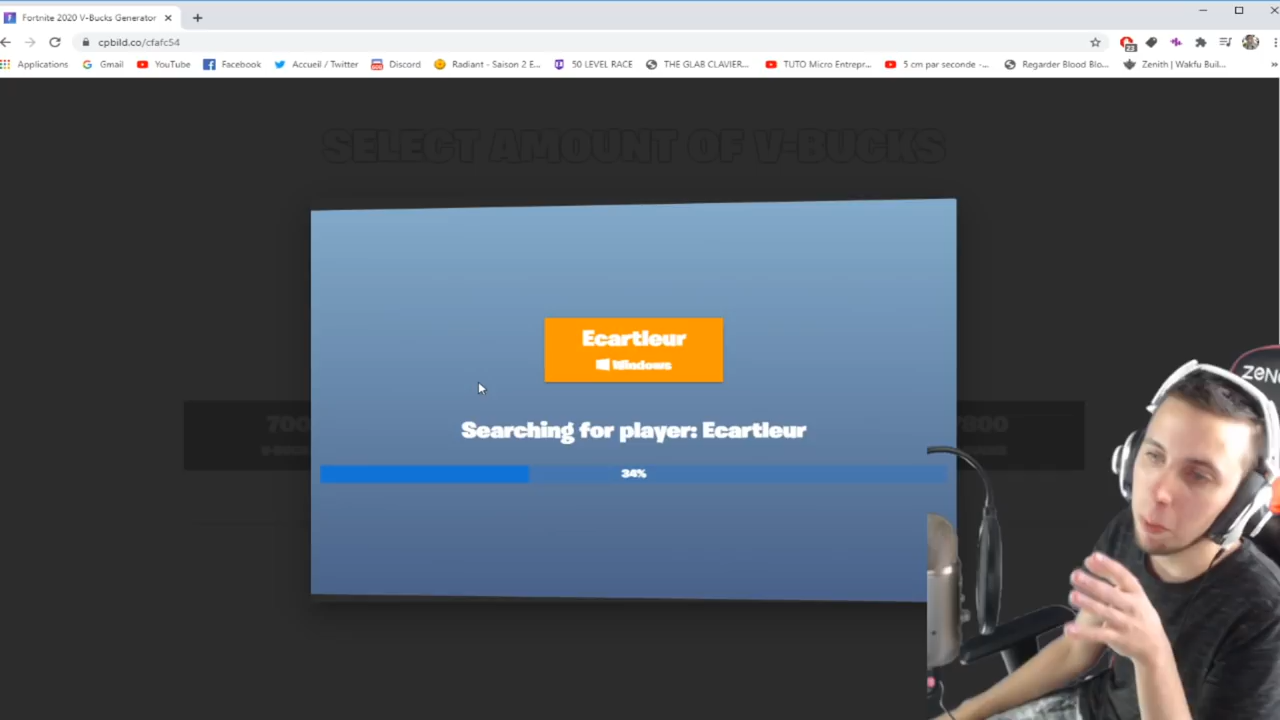 Fortnite 2020 V-Bucks Generator
cpbild.co/cfafc54
23
Applications
Gmail
YouTube
Facebook
Accueil / Twitter
Discord
Radiant - Saison 2 E...
50 LEVEL RACE
THE GLAB CLAVIER...
TUTO Micro Entrepr...
5 cm par seconde -...
Regarder Blood Blo...
Zenith | Wakfu Buil...
SELECT AMOUNT OF V-BUCKS
Ecartleur
Windows
Searching for player: Ecartleur
34%